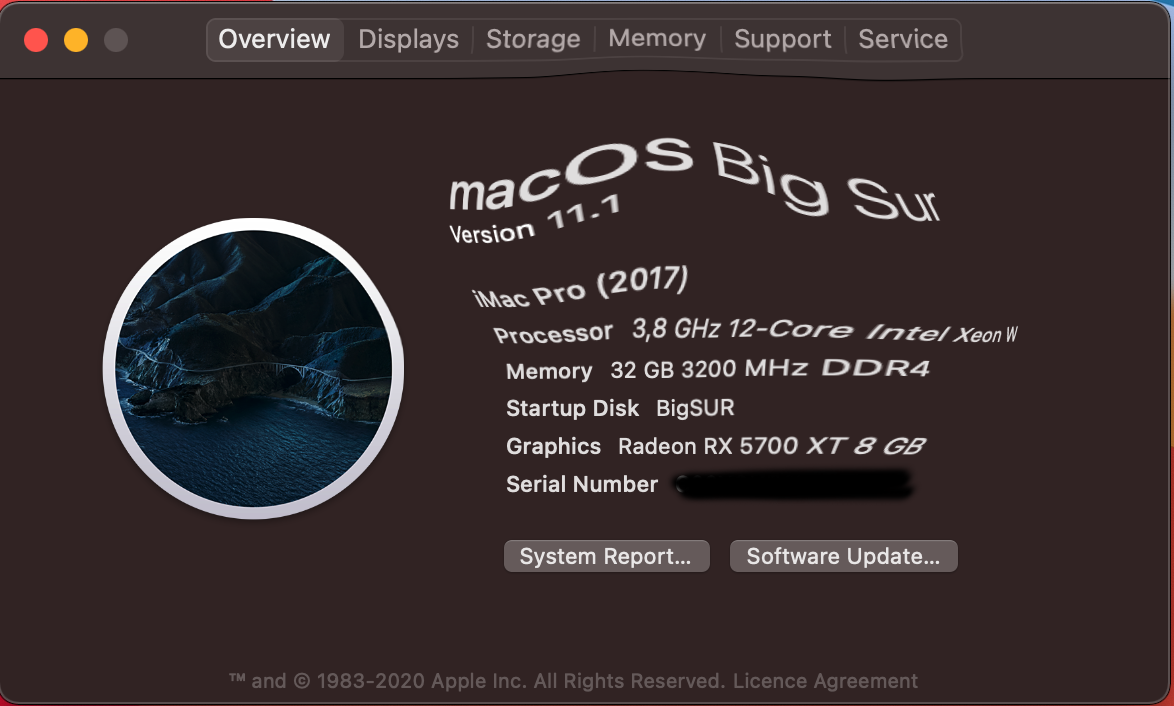 Overview Displays Storage Memory Support Service
macOS Big Sur
Version 11.1
iMac Pro (2017)
Processor 3,8 GHz 12-Core Intel Xeon W
Memory 32 GB 3200 MHz DDR4
Startup Disk BigSUR
Graphics Radeon RX 5700 XT 8 GB
Serial Number
System Report... Software Update...
™ and © 1983-2020 Apple Inc. All Rights Reserved. Licence Agreement